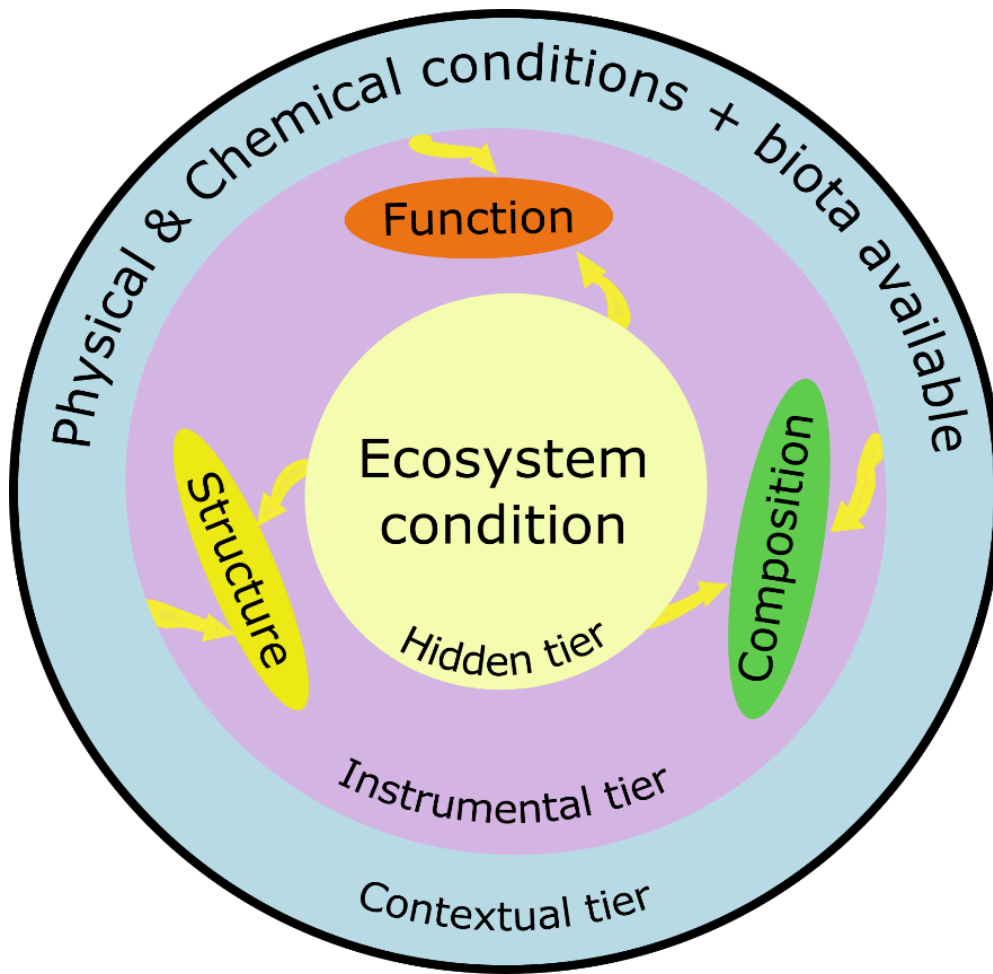 Physical & Chemical conditions + biota available
Function
Structure
Composition
Ecosystem
condition
Hidden tier
Instrumental tier
Contextual tier